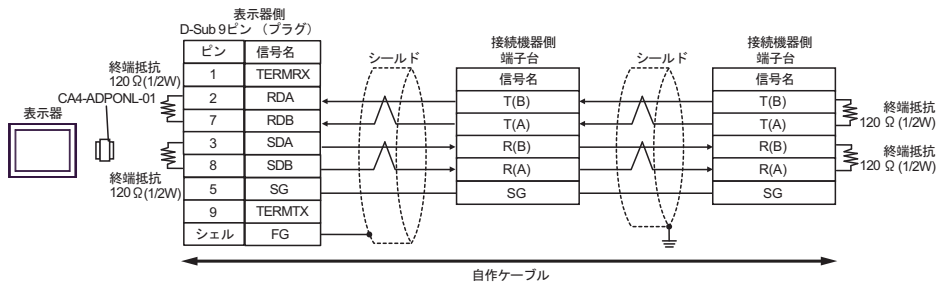 表示器側
D-Sub 9ピン （プラグ）
ピン 信号名
1 TERMRX
2 RDA
7 RDB
3 SDA
8 SDB
5 SG
9 TERMTX
シェル FG
終端抵抗
120 Ω(1/2W)
CA4-ADPONL-01
表示器
終端抵抗
120 Ω(1/2W)
シールド
接続機器側
端子台
信号名
T(B)
T(A)
R(B)
R(A)
SG
シールド
接続機器側
端子台
信号名
T(B)
T(A)
R(B)
R(A)
SG
終端抵抗
120 Ω (1/2W)
終端抵抗
120 Ω (1/2W)
自作ケーブル